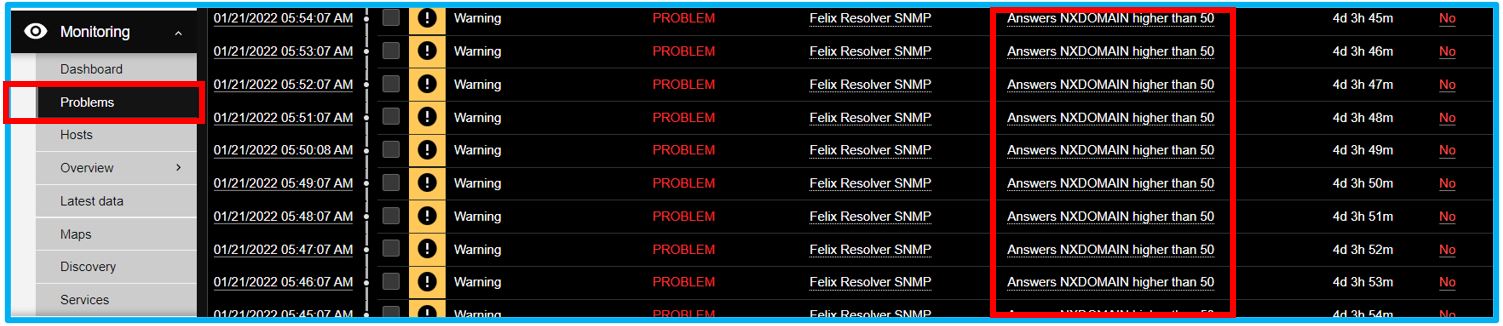 Monitoring
Dashboard
Problems
Hosts
Overview
Latest data
Maps
Discovery
Services
01/21/2022 05:54:07 AM Warning PROBLEM Felix Resolver SNMP Answers NXDOMAIN higher than 50 4d 3h 45m No
01/21/2022 05:53:07 AM Warning PROBLEM Felix Resolver SNMP Answers NXDOMAIN higher than 50 4d 3h 46m No
01/21/2022 05:52:07 AM Warning PROBLEM Felix Resolver SNMP Answers NXDOMAIN higher than 50 4d 3h 47m No
01/21/2022 05:51:07 AM Warning PROBLEM Felix Resolver SNMP Answers NXDOMAIN higher than 50 4d 3h 48m No
01/21/2022 05:50:08 AM Warning PROBLEM Felix Resolver SNMP Answers NXDOMAIN higher than 50 4d 3h 49m No
01/21/2022 05:49:07 AM Warning PROBLEM Felix Resolver SNMP Answers NXDOMAIN higher than 50 4d 3h 50m No
01/21/2022 05:48:07 AM Warning PROBLEM Felix Resolver SNMP Answers NXDOMAIN higher than 50 4d 3h 51m No
01/21/2022 05:47:07 AM Warning PROBLEM Felix Resolver SNMP Answers NXDOMAIN higher than 50 4d 3h 52m No
01/21/2022 05:46:07 AM Warning PROBLEM Felix Resolver SNMP Answers NXDOMAIN higher than 50 4d 3h 53m No
01/21/2022 05:45:07 AM Warning PROBLEM Felix Resolver SNMP Answers NXDOMAIN higher than 50 4d 3h 54m No